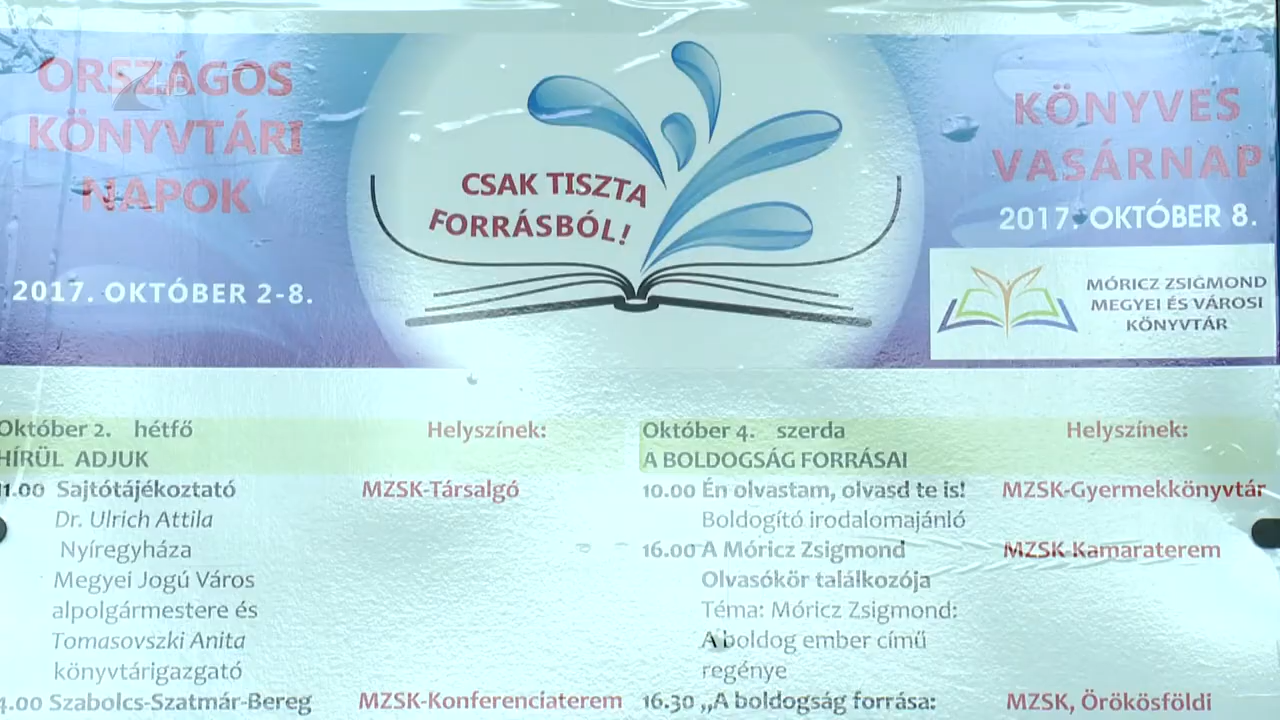 ORSZÁGOS
KÖNYVTÁRI
NAPOK
2017. OKTÓBER 2-8.
CSAK TISZTA
FORRÁSBÓL!
KÖNYVES
VASÁRNAP
2017. OKTÓBER 8.
MÓRICZ ZSIGMOND
MEGYEI ÉS VÁROSI
KÖNYVTÁR
Október 2. hétfő Helyszínek:
HÍRÜL ADJUK
11.00 Sajtótájékoztató MZSK-Társalgó
Dr. Ulrich Attila
Nyíregyháza
Megyei Jogú Város
alpolgármestere és
Tomasovszki Anita
könyvtárigazgató
4.00 Szabolcs-Szatmár-Bereg MZSK-Konferenciaterem
Október 4. szerda Helyszínek:
A BOLDOGSÁG FORRÁSAI
10.00 Én olvastam, olvasd te is! MZSK-Gyermekkönyvtár
Boldogító irodalomajánló
16.00 A Móricz Zsigmond MZSK-Kamaraterem
Olvasókör találkozója
Téma: Móricz Zsigmond:
A boldog ember című
regénye
16.30 „A boldogság forrása: MZSK, Örökösföldi